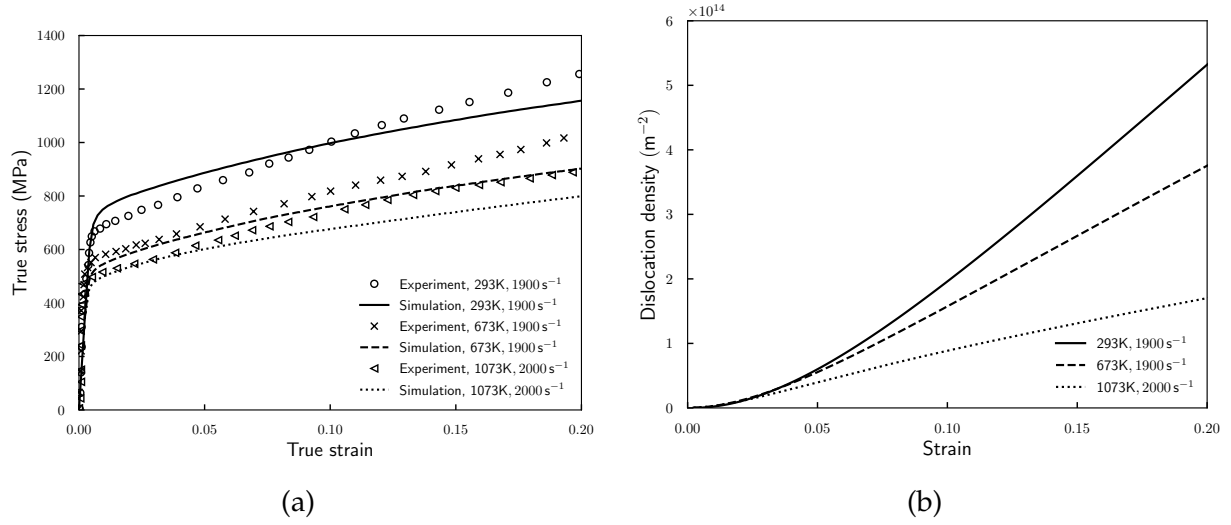 1400
1200
1000
800
600
400
200
0
0.00 0.05 0.10 0.15 0.20
True stress (MPa)
True strain
Experiment, 293K, 1900 s⁻¹
Simulation, 293K, 1900 s⁻¹
Experiment, 673K, 1900 s⁻¹
Simulation, 673K, 1900 s⁻¹
Experiment, 1073K, 2000 s⁻¹
Simulation, 1073K, 2000 s⁻¹
(a)
×10¹⁴
6
5
4
3
2
1
0
0.00 0.05 0.10 0.15 0.20
Dislocation density (m⁻²)
Strain
293K, 1900 s⁻¹
673K, 1900 s⁻¹
1073K, 2000 s⁻¹
(b)